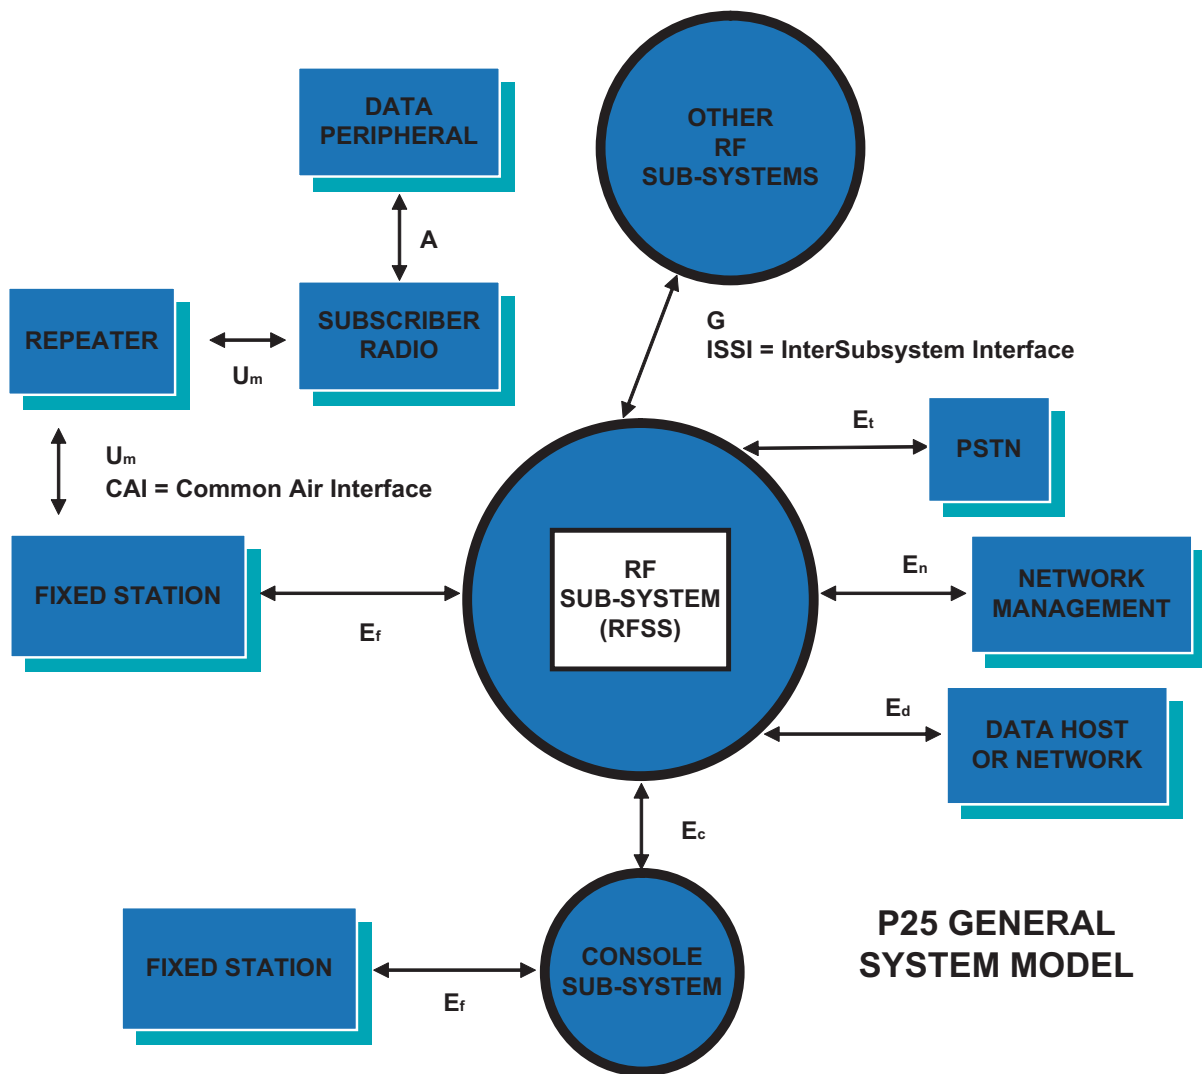 DATA
PERIPHERAL
OTHER
RF
SUB-SYSTEMS
A
REPEATER
SUBSCRIBER
RADIO
Um
G
ISSI = InterSubsystem Interface
Um
CAI = Common Air Interface
Et
PSTN
FIXED STATION
Ef
RF
SUB-SYSTEM
(RFSS)
En
NETWORK
MANAGEMENT
Ed
DATA HOST
OR NETWORK
Ec
FIXED STATION
Ef
CONSOLE
SUB-SYSTEM
P25 GENERAL
SYSTEM MODEL